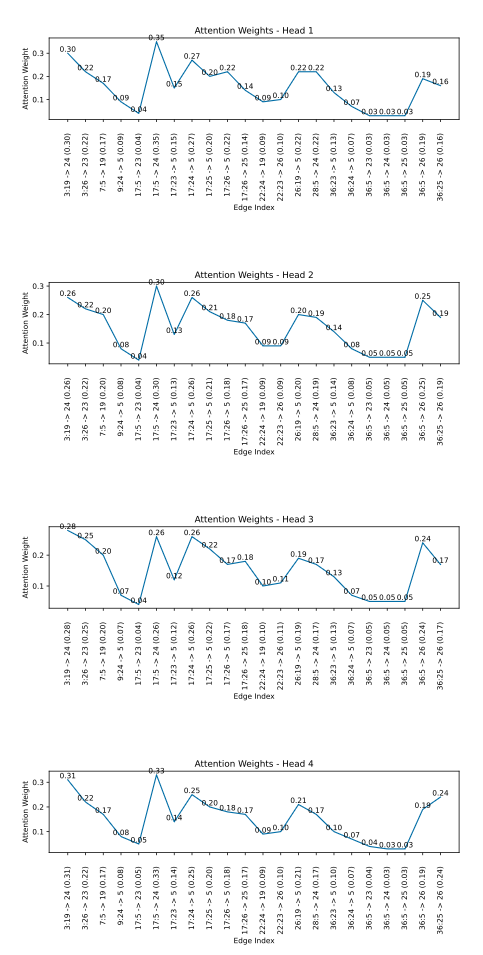 Attention Weights - Head 1
Attention Weight
0.3
0.2
0.1
0.30
0.22
0.17
0.09
0.04
0.35
0.15
0.27
0.20
0.22
0.14
0.09
0.10
0.22
0.22
0.13
0.07
0.03
0.03
0.03
0.19
0.16
3:19 -> 24 (0.30)
3:26 -> 23 (0.22)
7:5 -> 19 (0.17)
9:24 -> 5 (0.09)
17:5 -> 23 (0.04)
17:5 -> 24 (0.35)
17:23 -> 5 (0.15)
17:24 -> 5 (0.27)
17:25 -> 5 (0.20)
17:26 -> 5 (0.22)
17:26 -> 25 (0.14)
22:24 -> 19 (0.09)
22:23 -> 26 (0.10)
26:19 -> 5 (0.22)
28:5 -> 24 (0.22)
36:23 -> 5 (0.13)
36:24 -> 5 (0.07)
36:5 -> 23 (0.03)
36:5 -> 24 (0.03)
36:5 -> 25 (0.03)
36:5 -> 26 (0.19)
36:25 -> 26 (0.16)
Edge Index
Attention Weights - Head 2
Attention Weight
0.3
0.2
0.1
0.26
0.22
0.20
0.08
0.04
0.30
0.13
0.26
0.21
0.18
0.17
0.09
0.09
0.20
0.19
0.14
0.08
0.05
0.05
0.05
0.25
0.19
3:19 -> 24 (0.26)
3:26 -> 23 (0.22)
7:5 -> 19 (0.20)
9:24 -> 5 (0.08)
17:5 -> 23 (0.04)
17:5 -> 24 (0.30)
17:23 -> 5 (0.13)
17:24 -> 5 (0.26)
17:25 -> 5 (0.21)
17:26 -> 5 (0.18)
17:26 -> 25 (0.17)
22:24 -> 19 (0.09)
22:23 -> 26 (0.09)
26:19 -> 5 (0.20)
28:5 -> 24 (0.19)
36:23 -> 5 (0.14)
36:24 -> 5 (0.08)
36:5 -> 23 (0.05)
36:5 -> 24 (0.05)
36:5 -> 25 (0.05)
36:5 -> 26 (0.25)
36:25 -> 26 (0.19)
Edge Index
Attention Weights - Head 3
Attention Weight
0.2
0.1
0.28
0.25
0.20
0.07
0.04
0.26
0.12
0.26
0.22
0.17
0.18
0.10
0.11
0.19
0.17
0.13
0.07
0.05
0.05
0.05
0.24
0.17
3:19 -> 24 (0.28)
3:26 -> 23 (0.25)
7:5 -> 19 (0.20)
9:24 -> 5 (0.07)
17:5 -> 23 (0.04)
17:5 -> 24 (0.26)
17:23 -> 5 (0.12)
17:24 -> 5 (0.26)
17:25 -> 5 (0.22)
17:26 -> 5 (0.17)
17:26 -> 25 (0.18)
22:24 -> 19 (0.10)
22:23 -> 26 (0.11)
26:19 -> 5 (0.19)
28:5 -> 24 (0.17)
36:23 -> 5 (0.13)
36:24 -> 5 (0.07)
36:5 -> 23 (0.05)
36:5 -> 24 (0.05)
36:5 -> 25 (0.05)
36:5 -> 26 (0.24)
36:25 -> 26 (0.17)
Edge Index
Attention Weights - Head 4
Attention Weight
0.3
0.2
0.1
0.31
0.22
0.17
0.08
0.05
0.33
0.14
0.25
0.20
0.18
0.17
0.09
0.10
0.21
0.17
0.10
0.07
0.04
0.03
0.03
0.19
0.24
3:19 -> 24 (0.31)
3:26 -> 23 (0.22)
7:5 -> 19 (0.17)
9:24 -> 5 (0.08)
17:5 -> 23 (0.05)
17:5 -> 24 (0.33)
17:23 -> 5 (0.14)
17:24 -> 5 (0.25)
17:25 -> 5 (0.20)
17:26 -> 5 (0.18)
17:26 -> 25 (0.17)
22:24 -> 19 (0.09)
22:23 -> 26 (0.10)
26:19 -> 5 (0.21)
28:5 -> 24 (0.17)
36:23 -> 5 (0.10)
36:24 -> 5 (0.07)
36:5 -> 23 (0.04)
36:5 -> 24 (0.03)
36:5 -> 25 (0.03)
36:5 -> 26 (0.19)
36:25 -> 26 (0.24)
Edge Index